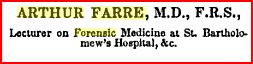 ARTHUR FARRE, M.D., F.R.S.,
Lecturer on Forensic Medicine at St. Bartholo-
mew's Hospital, &c.